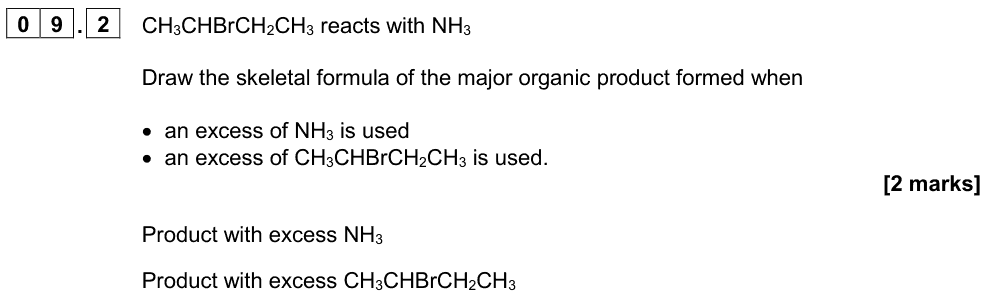 09.2 CH₃CHBrCH₂CH₃ reacts with NH₃
Draw the skeletal formula of the major organic product formed when
• an excess of NH₃ is used
• an excess of CH₃CHBrCH₂CH₃ is used.
[2 marks]
Product with excess NH₃
Product with excess CH₃CHBrCH₂CH₃